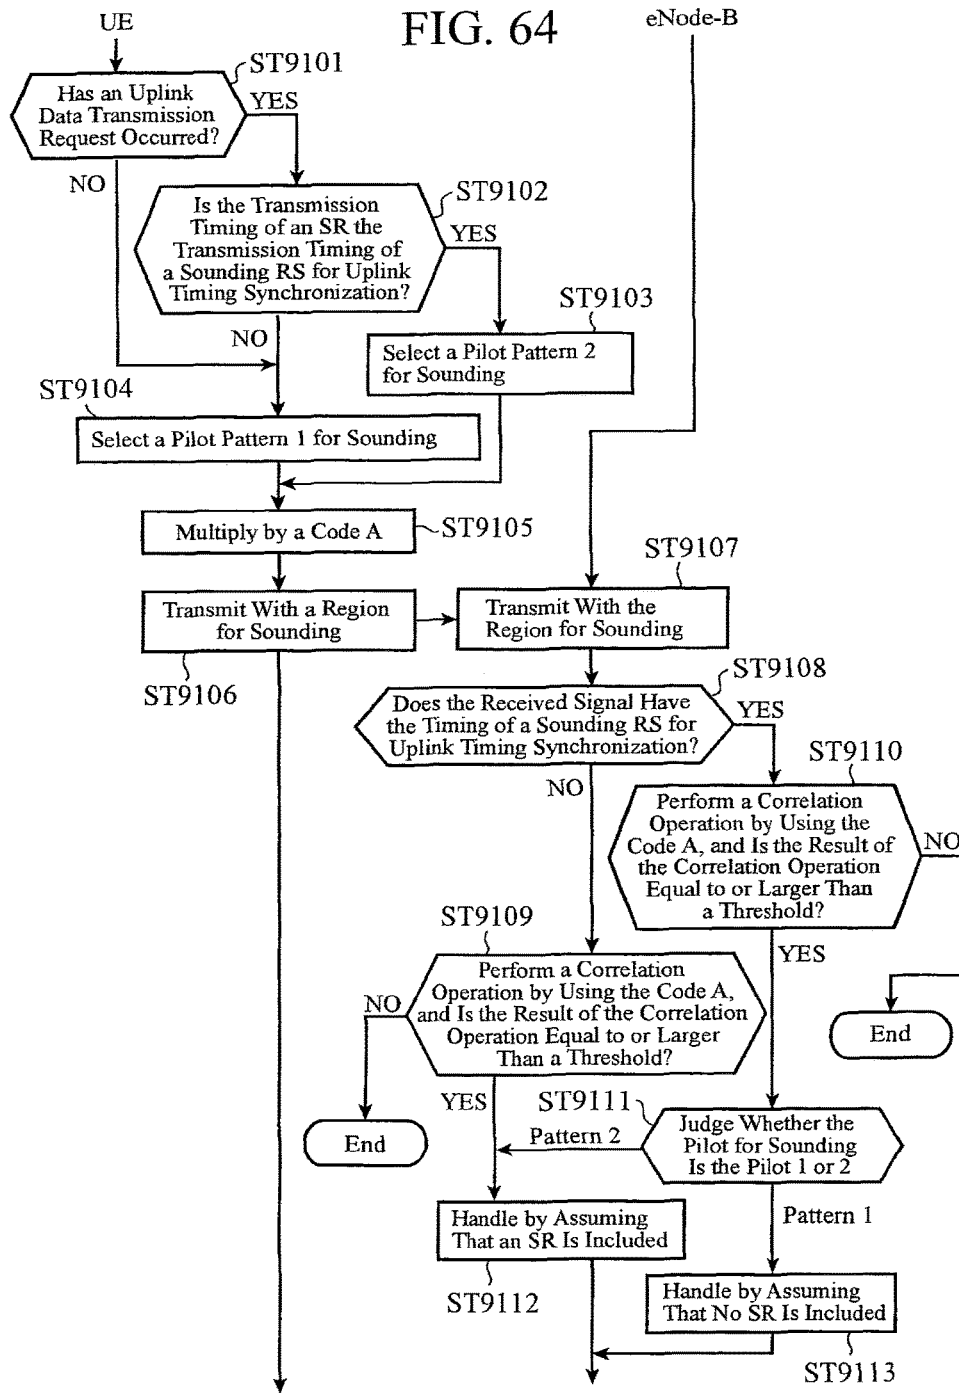 FIG. 64
UE
eNode-B
ST9101
Has an Uplink
Data Transmission
Request Occurred?
YES
NO
ST9102
Is the Transmission
Timing of an SR the
Transmission Timing of
a Sounding RS for Uplink
Timing Synchronization?
YES
NO
ST9103
Select a Pilot Pattern 2
for Sounding
ST9104
Select a Pilot Pattern 1 for Sounding
Multiply by a Code A
ST9105
ST9107
Transmit With a Region
for Sounding
Transmit With the
Region for Sounding
ST9106
ST9108
Does the Received Signal Have
the Timing of a Sounding RS for
Uplink Timing Synchronization?
YES
NO
ST9110
Perform a Correlation
Operation by Using the
Code A, and Is the Result of
the Correlation Operation
Equal to or Larger Than
a Threshold?
NO
YES
End
ST9109
Perform a Correlation
Operation by Using the Code A,
and Is the Result of the Correlation
Operation Equal to or Larger
Than a Threshold?
NO
YES
End
ST9111
Judge Whether the
Pilot for Sounding
Is the Pilot 1 or 2
Pattern 2
Pattern 1
Handle by Assuming
That an SR Is Included
ST9112
Handle by Assuming
That No SR Is Included
ST9113